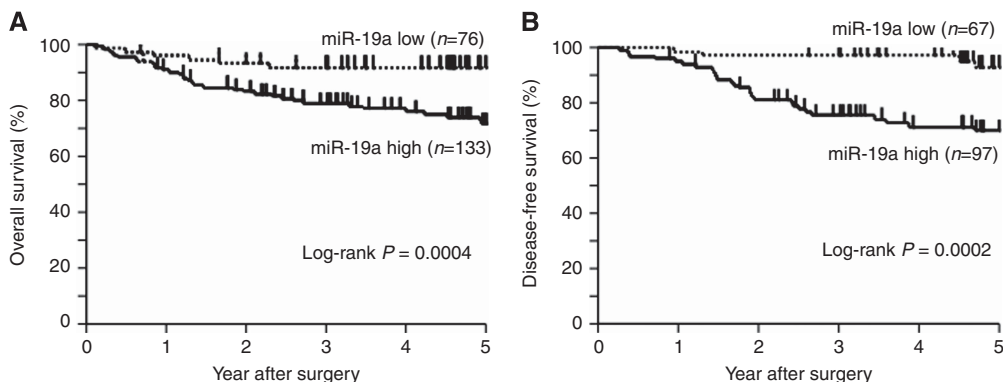 A
100
80
60
40
20
0
Overall survival (%)
miR-19a low (n=76)
miR-19a high (n=133)
Log-rank P = 0.0004
0 1 2 3 4 5
Year after surgery
B
100
80
60
40
20
0
Disease-free survival (%)
miR-19a low (n=67)
miR-19a high (n=97)
Log-rank P = 0.0002
0 1 2 3 4 5
Year after surgery